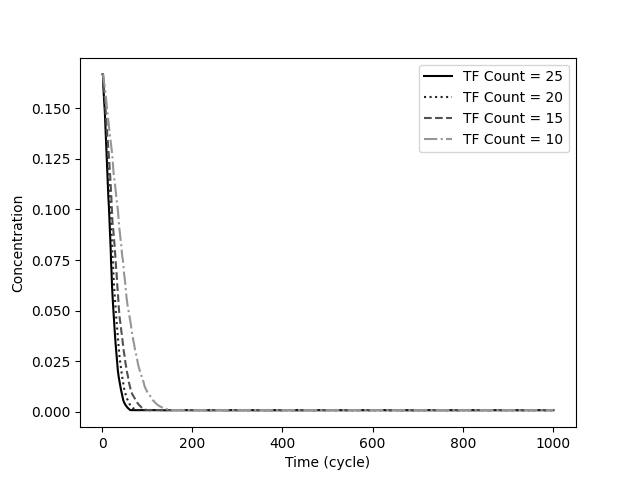 TF Count = 25
TF Count = 20
TF Count = 15
TF Count = 10
Concentration
0.150
0.125
0.100
0.075
0.050
0.025
0.000
0 200 400 600 800 1000
Time (cycle)